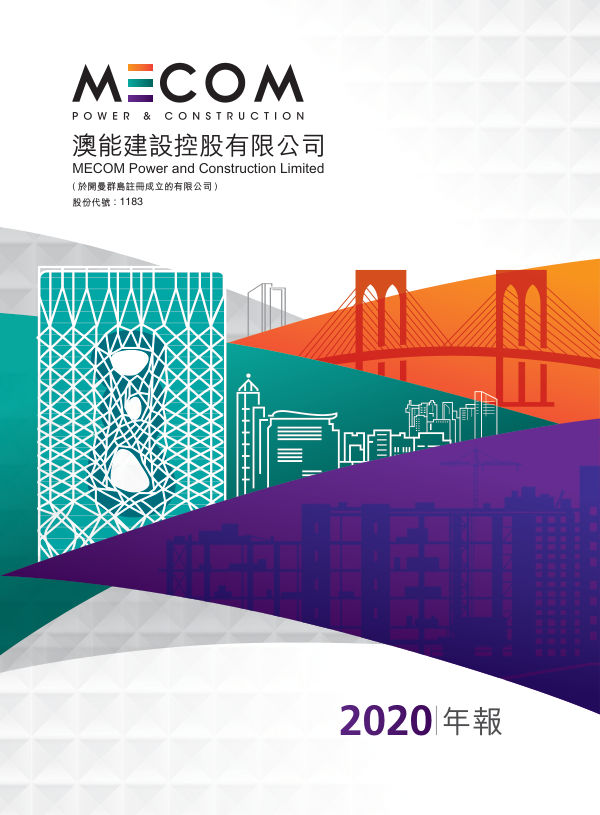 MECOM
POWER & CONSTRUCTION
澳能建設控股有限公司
MECOM Power and Construction Limited
(於開曼群島註冊成立的有限公司)
股份代號：1183
2020 年報